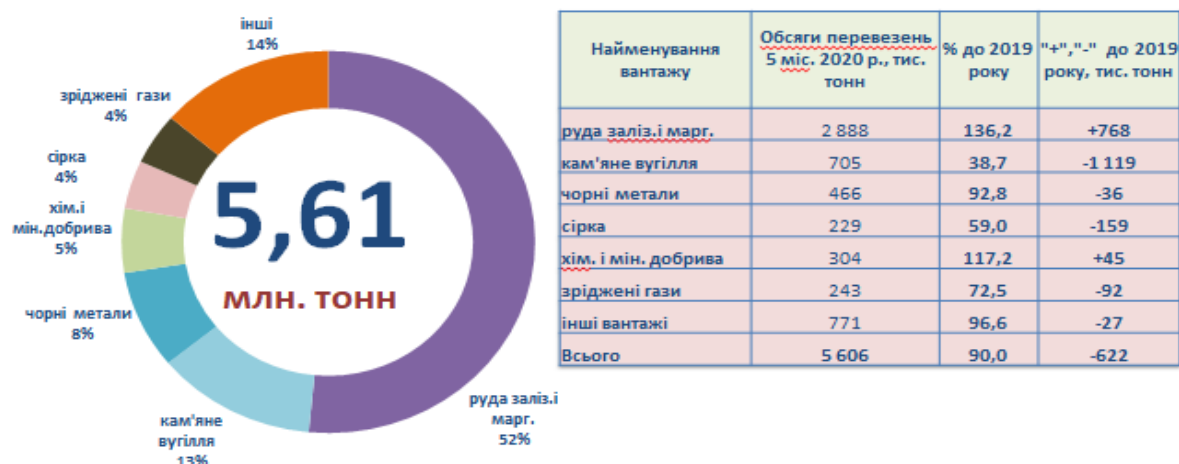 інші
14%
зріджені гази
4%
сірка
4%
хім.і
мін.добрива
5%
чорні метали
8%
кам'яне
вугілля
13%
руда заліз.і
марг.
52%
5,61
млн. тонн
Найменування вантажу	Обсяги перевезень 5 міс. 2020 р., тис. тонн	% до 2019 року	"+","-" до 2019 року, тис. тонн
руда заліз.і марг.	2 888	136,2	+768
кам'яне вугілля	705	38,7	-1 119
чорні метали	466	92,8	-36
сірка	229	59,0	-159
хім. і мін. добрива	304	117,2	+45
зріджені гази	243	72,5	-92
інші вантажі	771	96,6	-27
Всього	5 606	90,0	-622